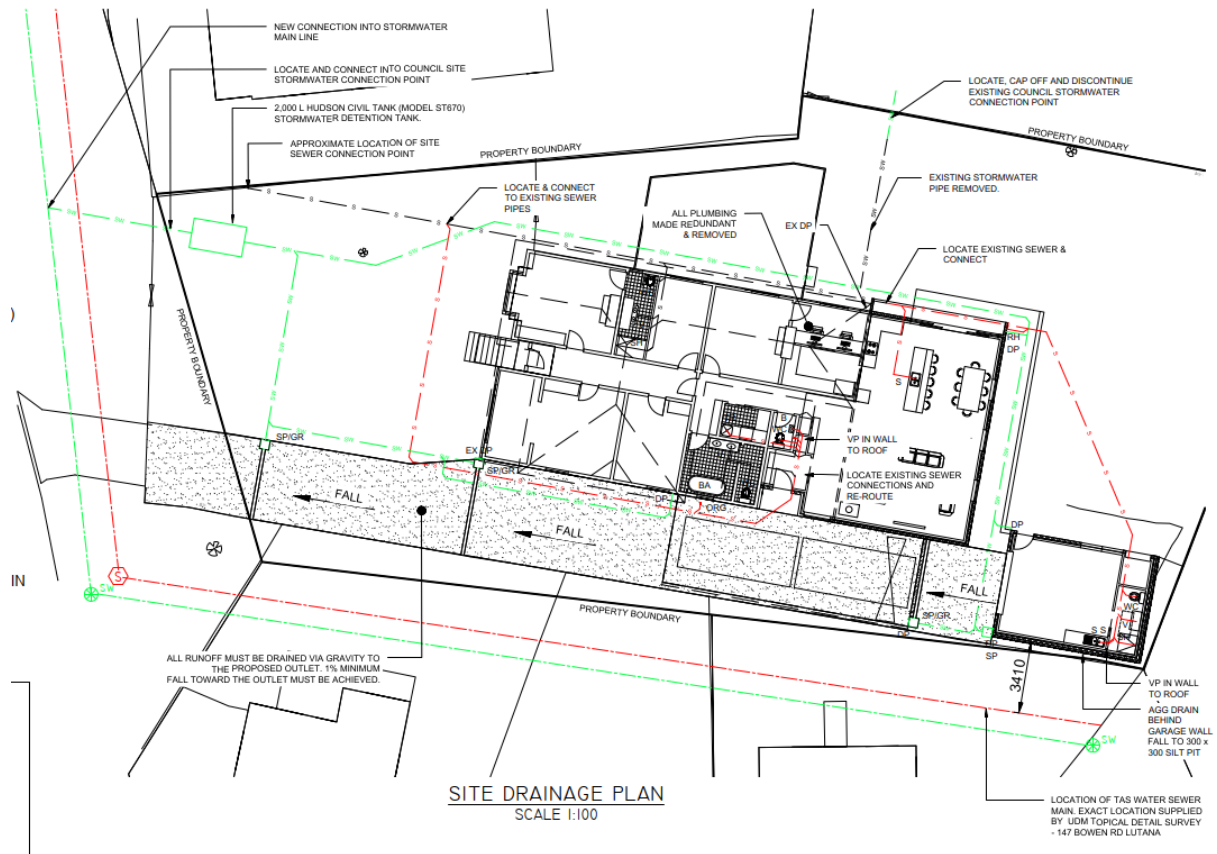 NEW CONNECTION INTO STORMWATER
MAIN LINE
LOCATE AND CONNECT INTO COUNCIL SITE
STORMWATER CONNECTION POINT
2,000 L HUDSON CIVIL TANK (MODEL ST670)
STORMWATER DETENTION TANK.
APPROXIMATE LOCATION OF SITE
SEWER CONNECTION POINT
PROPERTY BOUNDARY
LOCATE & CONNECT
TO EXISTING SEWER
PIPES
ALL PLUMBING
MADE REDUNDANT
& REMOVED
EX DP
LOCATE, CAP OFF AND DISCONTINUE
EXISTING COUNCIL STORMWATER
CONNECTION POINT
PROPERTY BOUNDARY
EXISTING STORMWATER
PIPE REMOVED.
LOCATE EXISTING SEWER &
CONNECT
)
PROPERTY BOUNDARY
SH
RH
DP
S
B
VP IN WALL
TO ROOF
LOCATE EXISTING SEWER
CONNECTIONS AND
RE-ROUTE
BA
ORG
SP/GR
EX DP
SP/GR
DP
DP
FALL
FALL
FALL
IN
S
SW
SP/GR
DP
SP
WC
S S
PROPERTY BOUNDARY
ALL RUNOFF MUST BE DRAINED VIA GRAVITY TO
THE PROPOSED OUTLET. 1% MINIMUM
FALL TOWARD THE OUTLET MUST BE ACHIEVED.
3410
SW
VP IN WALL
TO ROOF
AGG DRAIN
BEHIND
GARAGE WALL
FALL TO 300 x
300 SILT PIT
LOCATION OF TAS WATER SEWER
MAIN. EXACT LOCATION SUPPLIED
BY UDM TOPICAL DETAIL SURVEY
- 147 BOWEN RD LUTANA
SITE DRAINAGE PLAN
SCALE 1:100